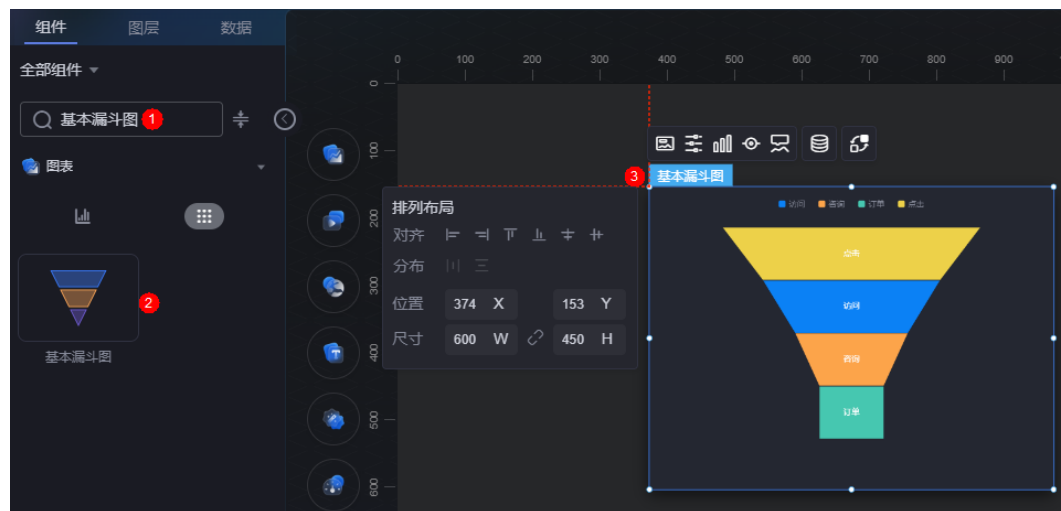 组件 图层 数据
全部组件
基本漏斗图 1
图表
2
基本漏斗图
0 100 200 300 400 500 600 700 800 900
0
100
200
300
400
500
600
3 基本漏斗图
排列布局
对齐
分布
位置 374 X 153 Y
尺寸 600 W 450 H
访问 咨询 订单 点击
点击
访问
咨询
订单